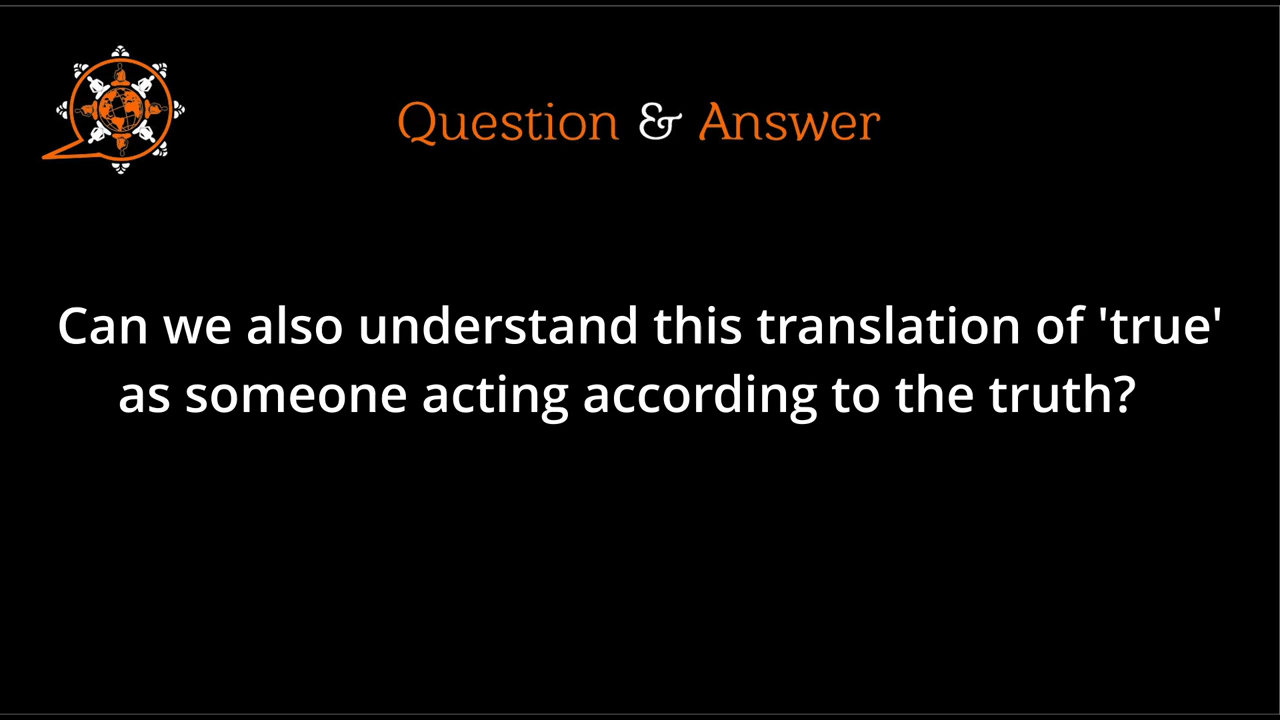 Question & Answer
Can we also understand this translation of 'true'
as someone acting according to the truth?